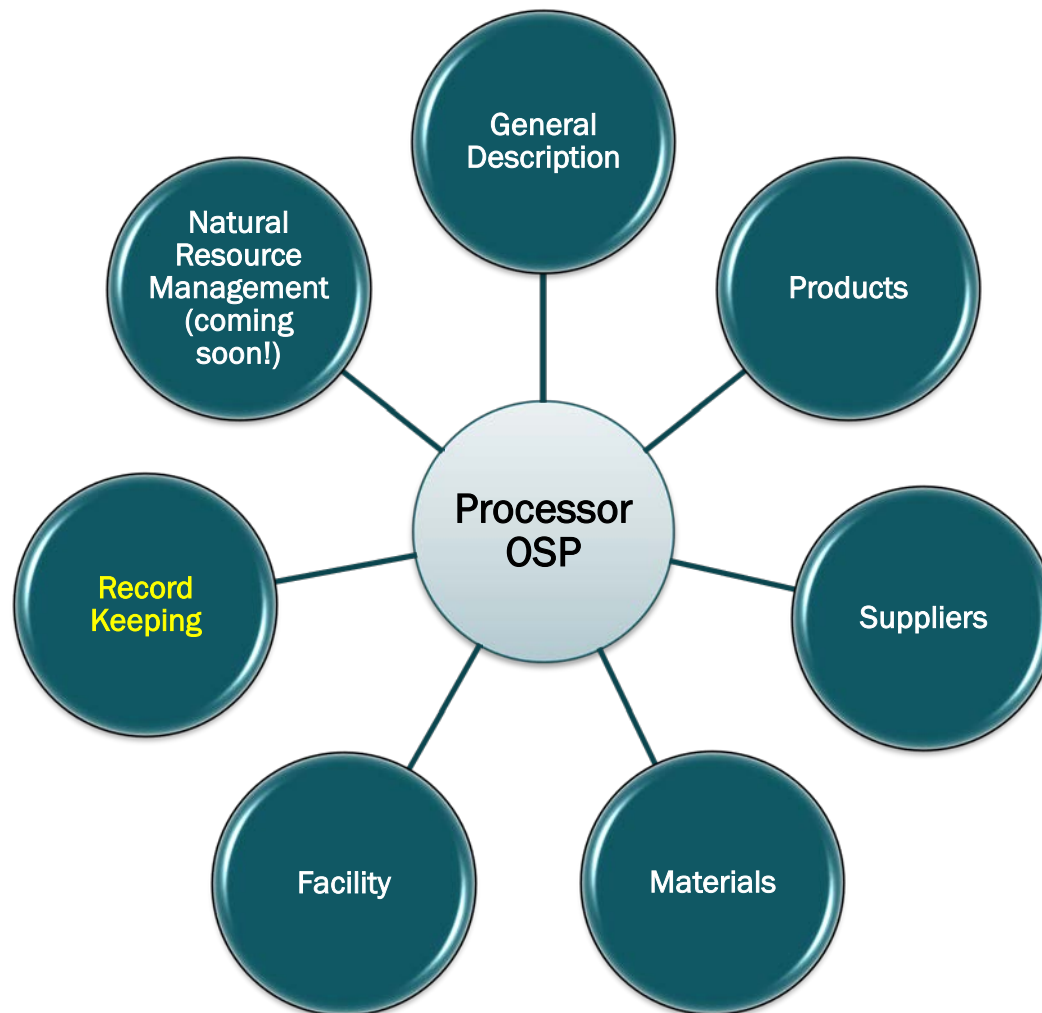 General
Description
Natural
Resource
Management
(coming
soon!)
Products
Processor
OSP
Record
Keeping
Suppliers
Facility
Materials